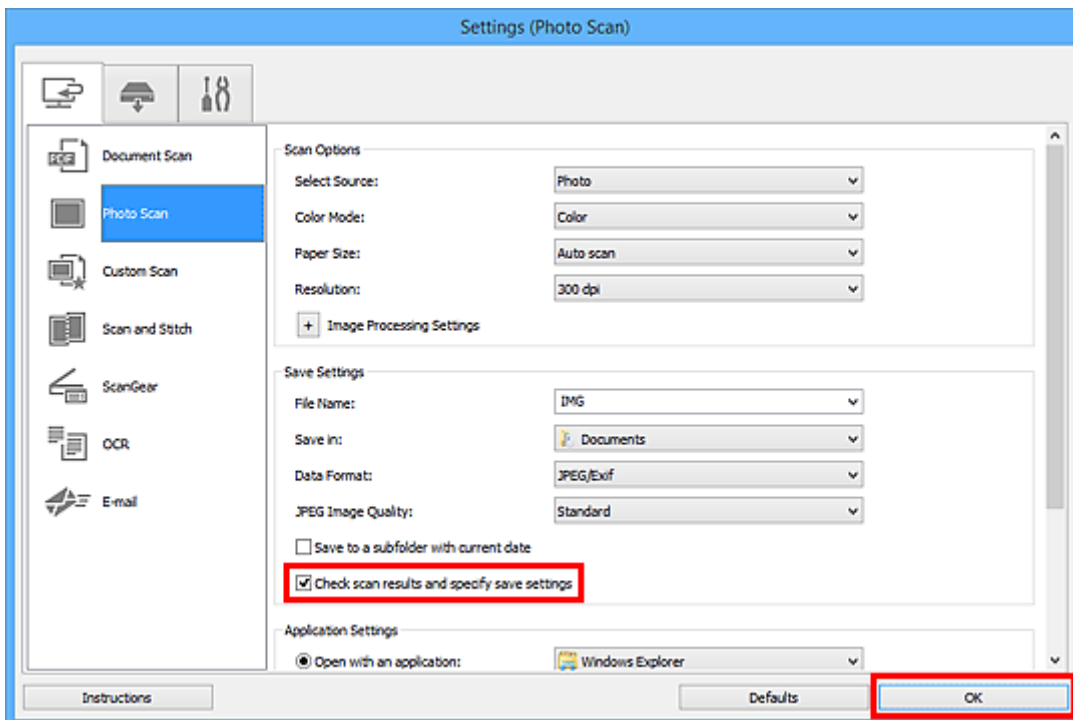 Settings (Photo Scan)
Document Scan
Photo Scan
Custom Scan
Scan and Stitch
ScanGear
OCR
E-mail
Scan Options
Select Source: Photo
Color Mode: Color
Paper Size: Auto scan
Resolution: 300 dpi
+ Image Processing Settings
Save Settings
File Name: IMG
Save in: Documents
Data Format: JPEG/Exif
JPEG Image Quality: Standard
Save to a subfolder with current date
Check scan results and specify save settings
Application Settings
Open with an application: Windows Explorer
Instructions Defaults OK